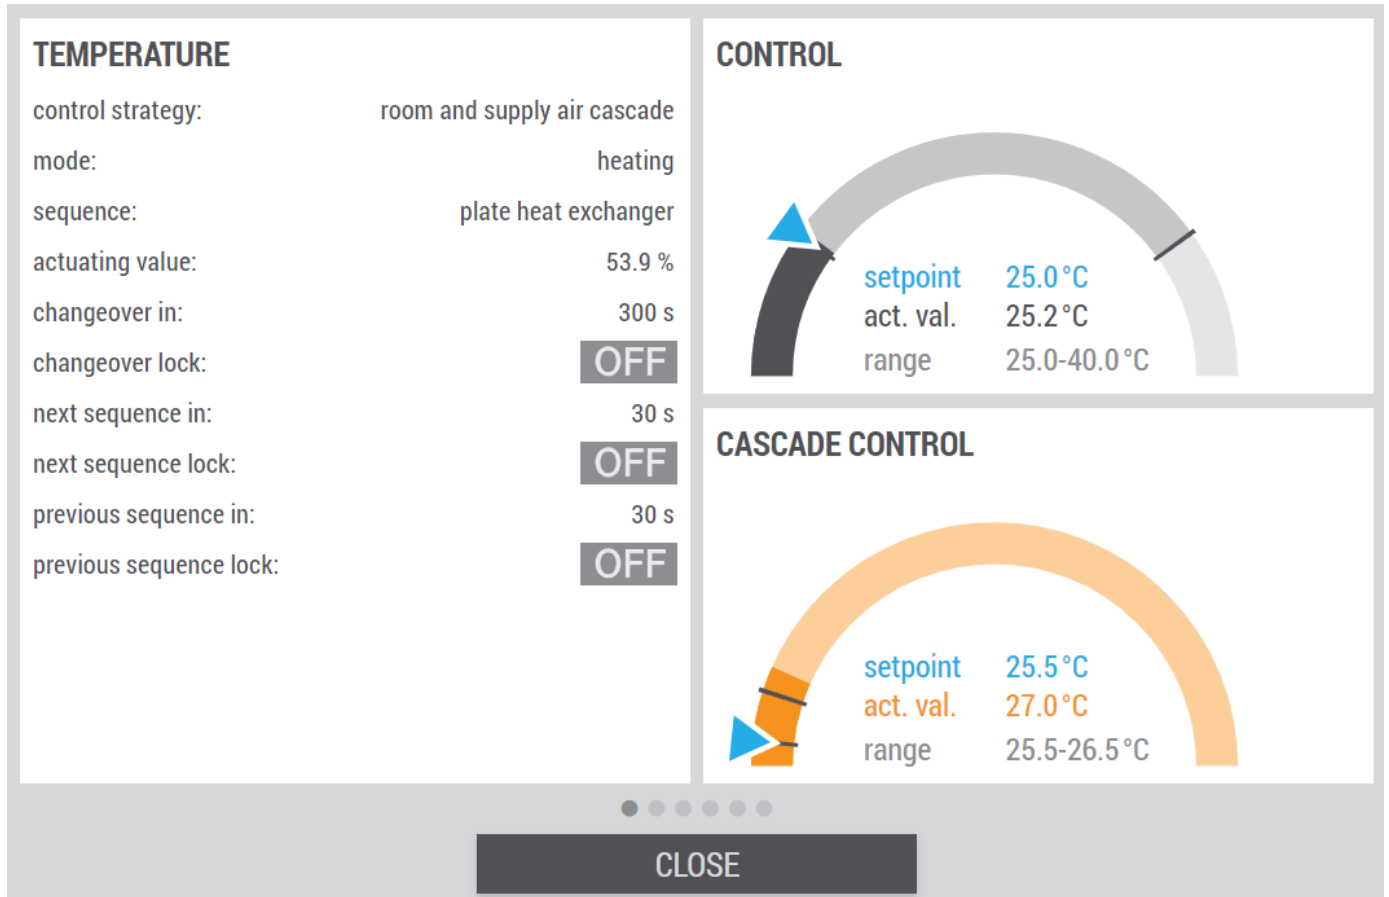 TEMPERATURE
control strategy: room and supply air cascade
mode: heating
sequence: plate heat exchanger
actuating value: 53.9 %
changeover in: 300 s
changeover lock: OFF
next sequence in: 30 s
next sequence lock: OFF
previous sequence in: 30 s
previous sequence lock: OFF
CONTROL
setpoint 25.0 °C
act. val. 25.2 °C
range 25.0-40.0 °C
CASCADE CONTROL
setpoint 25.5 °C
act. val. 27.0 °C
range 25.5-26.5 °C
CLOSE